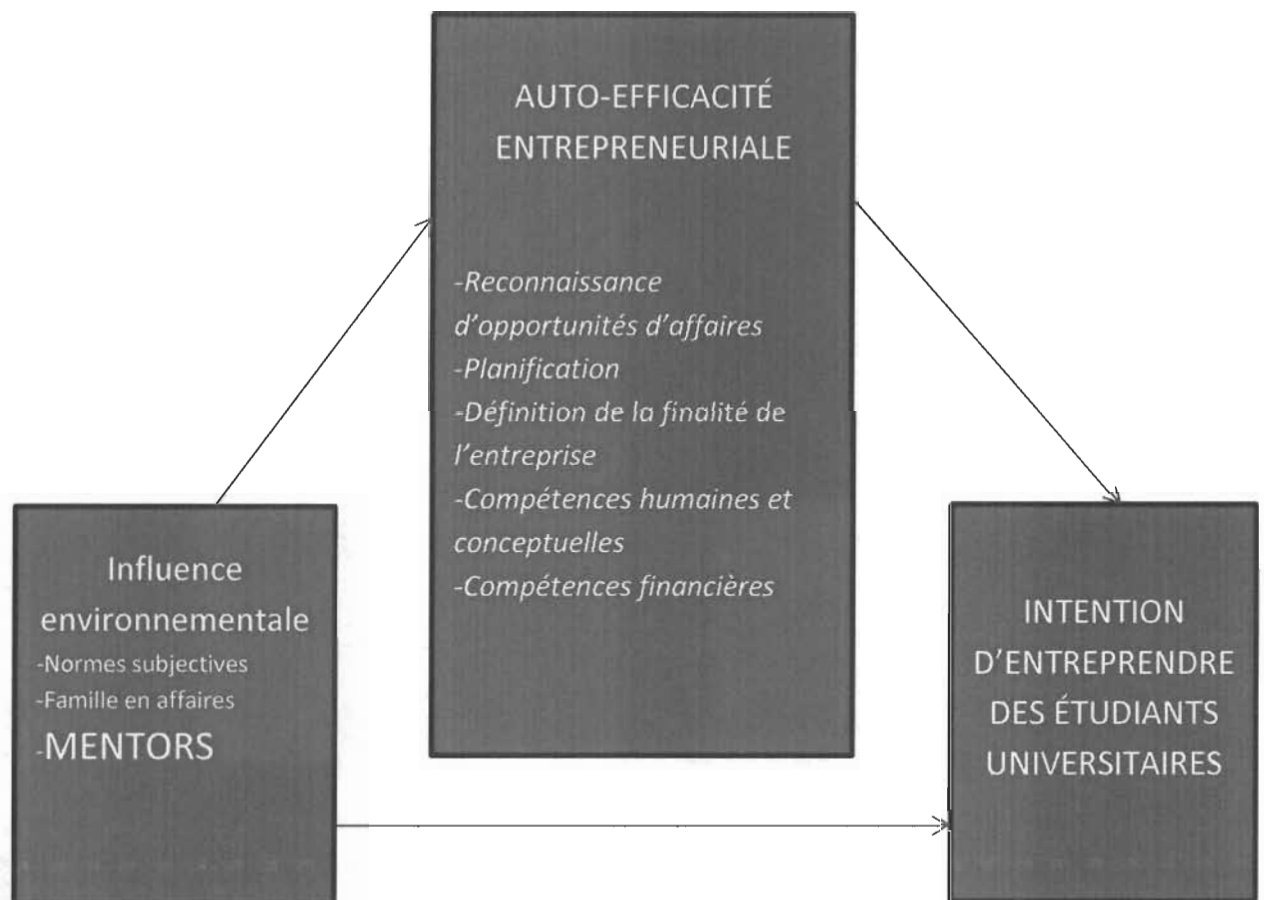 AUTO-EFFICACITÉ
ENTREPRENEURIALE
-Reconnaissance
d'opportunités d'affaires
-Planification
-Définition de la finalité de
l'entreprise
-Compétences humaines et
conceptuelles
-Compétences financières
Influence
environnementale
-Normes subjectives
-Famille en affaires
-MENTORS
INTENTION
D'ENTREPRENDRE
DES ÉTUDIANTS
UNIVERSITAIRES